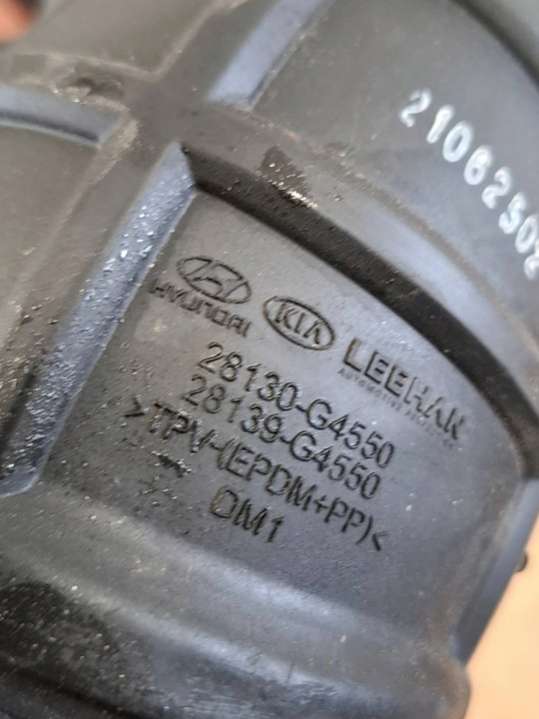 21062502
HYUNDAI KIA LEEHAN
28130-G4550
28139-G4550
>TPV-(EPDM+PP)<
DM1